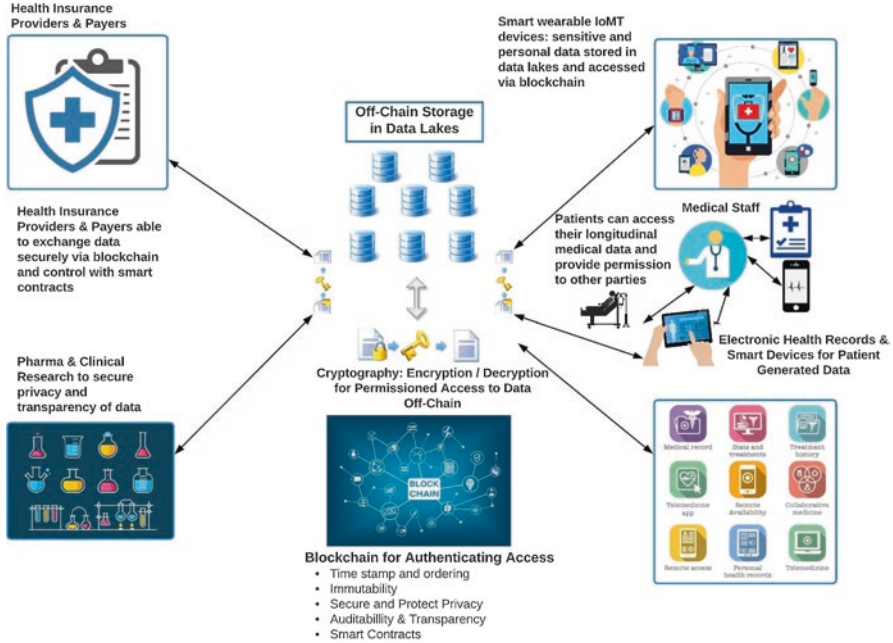 Health Insurance
Providers & Payers
Health Insurance
Providers & Payers able
to exchange data
securely via blockchain
and control with smart
contracts
Pharma & Clinical
Research to secure
privacy and
transparency of data
Off-Chain Storage
in Data Lakes
Cryptography: Encryption / Decryption
for Permissioned Access to Data
Off-Chain
BLOCK
CHAIN
Blockchain for Authenticating Access
• Time stamp and ordering
• Immutability
• Secure and Protect Privacy
• Auditabillity & Transparency
• Smart Contracts
Smart wearable IoMT
devices: sensitive and
personal data stored in
data lakes and accessed
via blockchain
Patients can access
their longitudinal
medical data and
provide permission
to other parties
Medical Staff
Electronic Health Records &
Smart Devices for Patient
Generated Data
Medical record
Stats and
treatments
Treatment
history
Telemedicine
app
Remote
Availability
Collaborative
medicine
Remote access
Personal
health records
Telemedicine